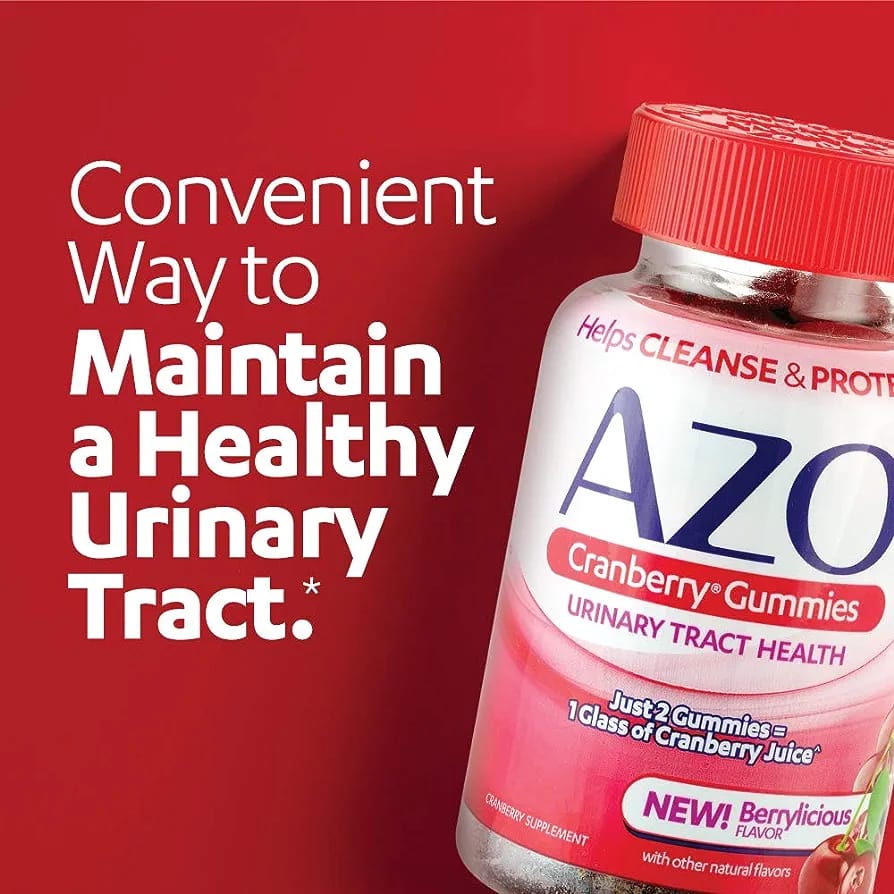 Convenient
Way to
Maintain
a Healthy
Urinary
Tract.*
Helps CLEANSE & PROTE
AZO
Cranberry® Gummies
URINARY TRACT HEALTH
Just 2 Gummies =
1 Glass of Cranberry Juice^
NEW! Berrylicious
FLAVOR
CRANBERRY SUPPLEMENT
with other natural flavors